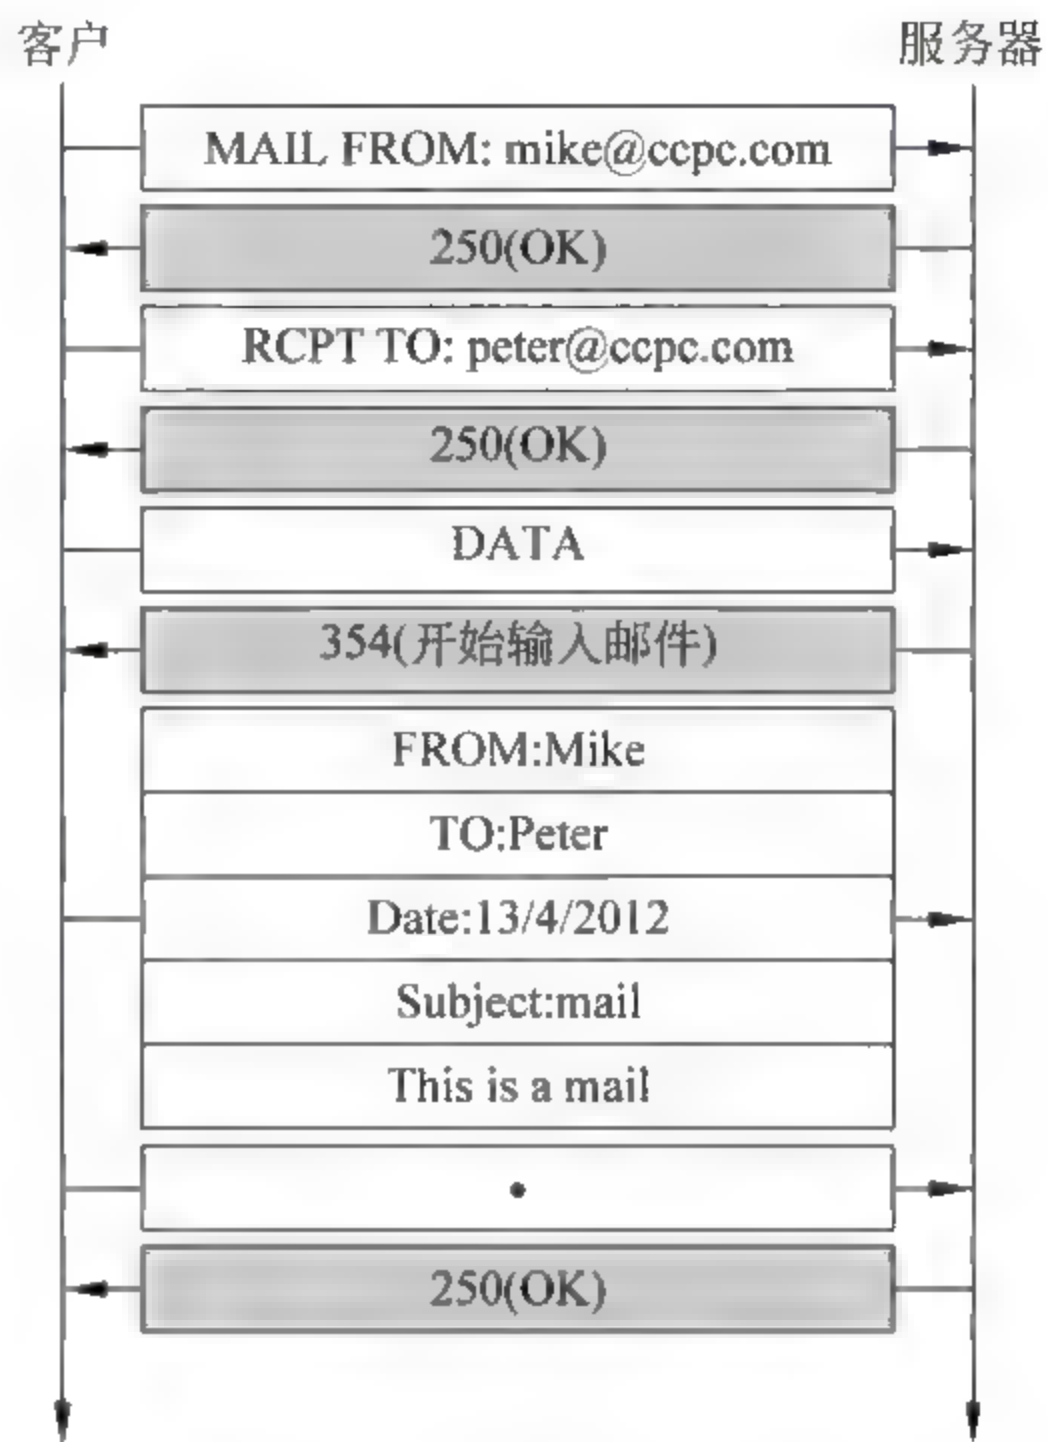 客户
服务器
MAIL FROM: mike@ccpc.com
250(OK)
RCPT TO: peter@ccpc.com
250(OK)
DATA
354(开始输入邮件)
FROM:Mike
TO:Peter
Date:13/4/2012
Subject:mail
This is a mail
.
250(OK)